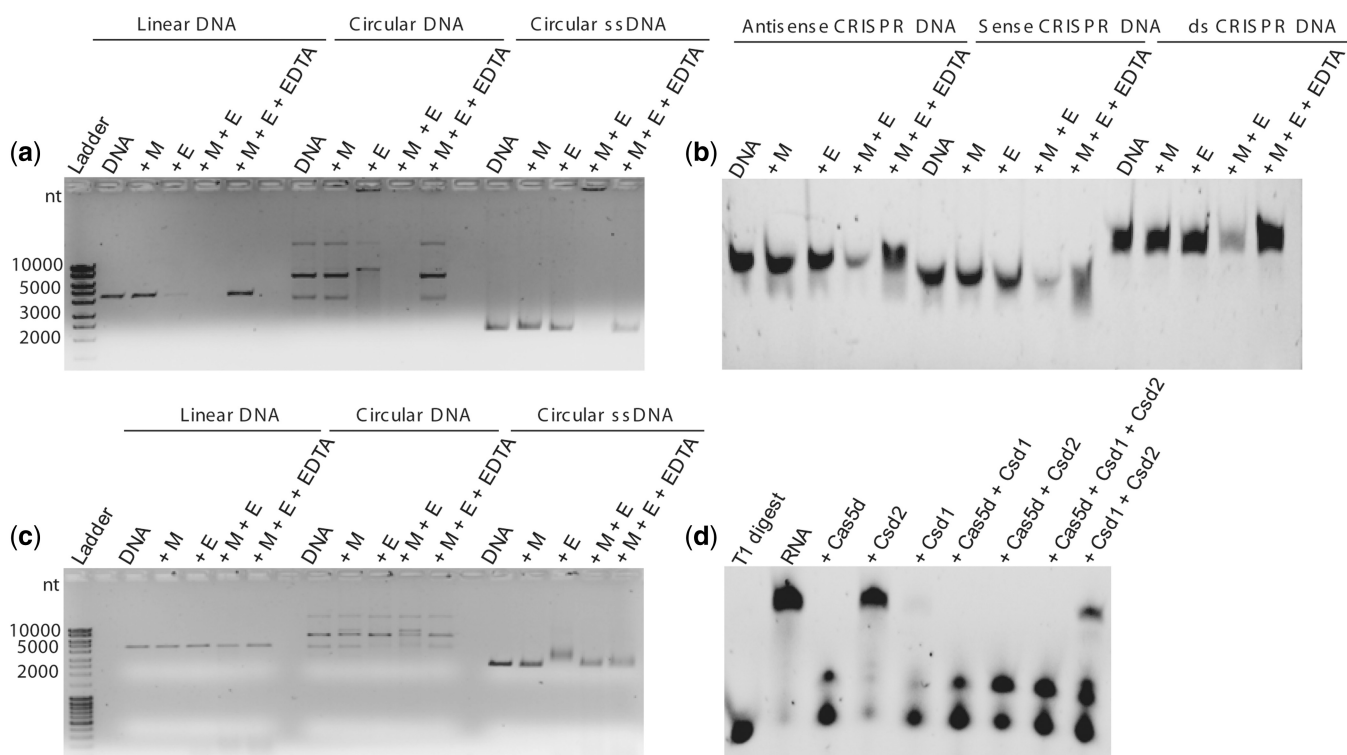 Linear DNA Circular DNA Circular ssDNA
(a)
Ladder DNA + M + E + M + E + M + E + EDTA DNA + M + E + M + E + M + E + EDTA DNA + M + E + M + E + M + E + EDTA
nt
10000
5000
3000
2000
Antisense CRISPR DNA Sense CRISPR DNA ds CRISPR DNA
(b)
DNA + M + E + M + E + M + E + EDTA DNA + M + E + M + E + M + E + EDTA DNA + M + E + M + E + M + E + EDTA
Linear DNA Circular DNA Circular ssDNA
(c)
Ladder DNA + M + E + M + E + M + E + EDTA DNA + M + E + M + E + M + E + EDTA DNA + M + E + M + E + M + E + EDTA
nt
10000
5000
2000
(d)
T1 digest RNA + Cas5d + Csd2 + Csd1 + Cas5d + Csd1 + Cas5d + Csd2 + Cas5d + Csd1 + Csd2 + Csd1 + Csd2